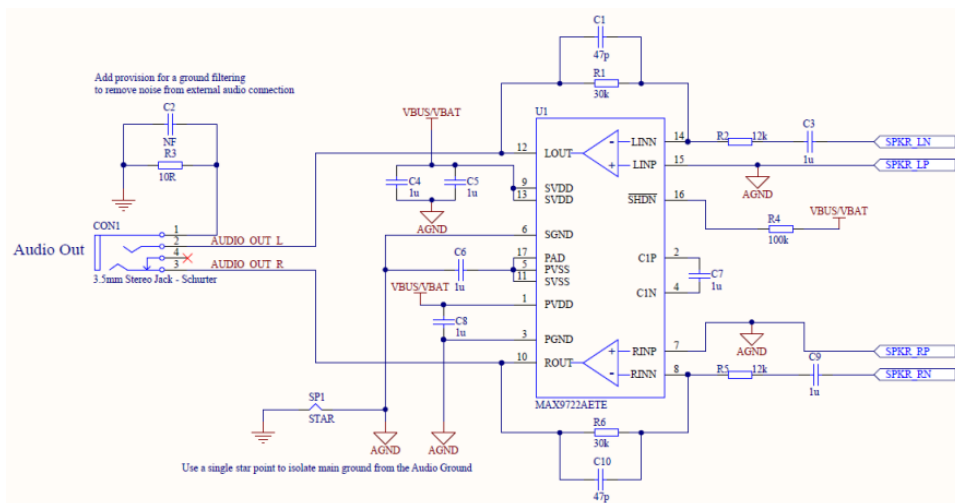 C1
47p
R1
30k
Add provision for a ground filtering
to remove noise from external audio connection
C2
NF
R3
10R
VBUS/VBAT
U1
12 LOUT
LINN 14
R2 12k
C3
1u
SPKR_LN
LINP 15
SPKR_LP
AGND
C4
1u
C5
1u
9 SVDD
13 SVDD
AGND
SHDN 16
R4
100k
VBUS/VBAT
CON1
Audio Out
1
2 AUDIO OUT L
4
3 AUDIO OUT R
3.5mm Stereo Jack - Schurter
6 SGND
C6
1u
17 PAD
5 PVSS
11 SVSS
C1P 2
C7
1u
C1N 4
VBUS/VBAT
1 PVDD
C8
1u
3 PGND
10 ROUT
RINP 7
AGND
SPKR_RP
RINN 8
R5 12k
C9
1u
SPKR_RN
MAX9722AETE
SP1
STAR
AGND
AGND
R6
30k
C10
47p
Use a single star point to isolate main ground from the Audio Ground